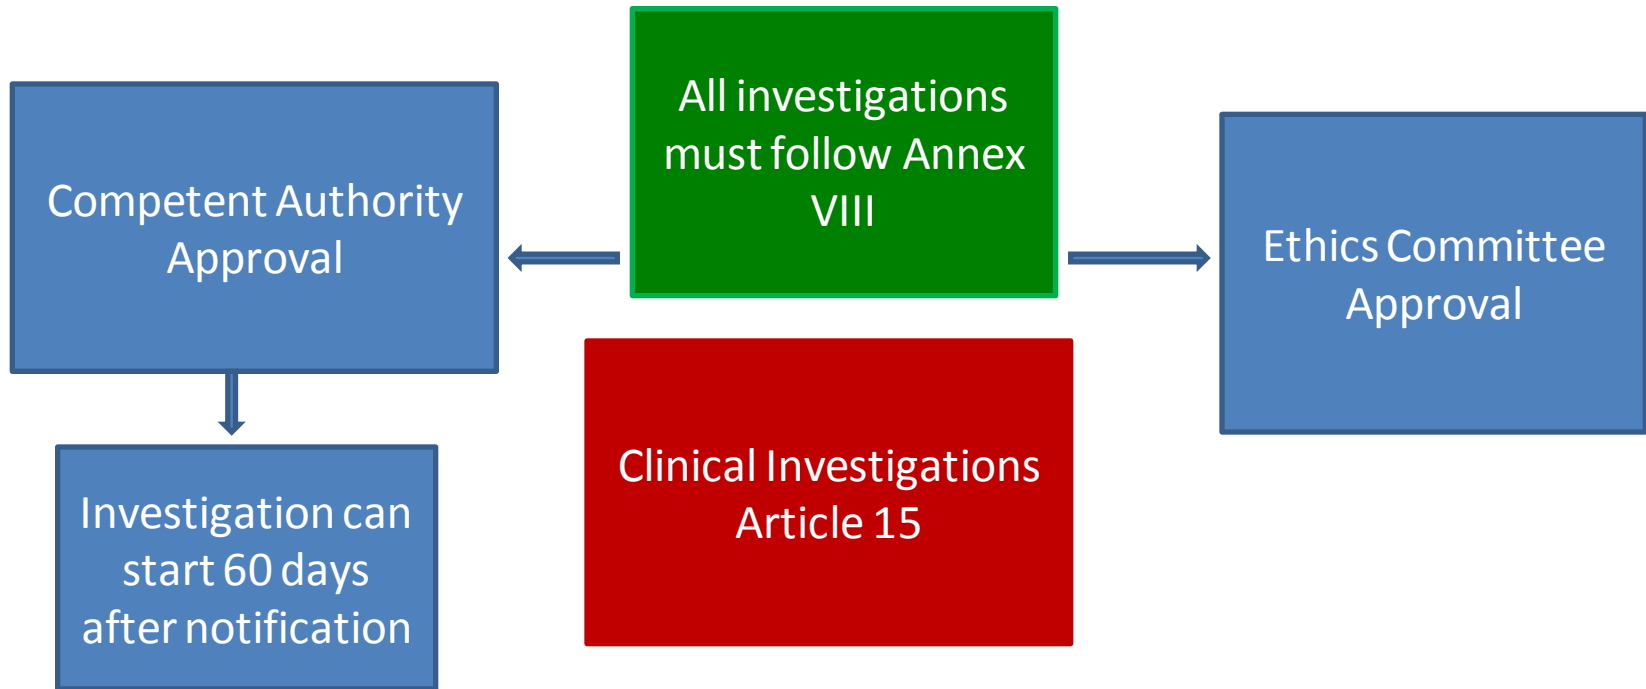 All investigations
must follow Annex
VIII
Competent Authority
Approval
Ethics Committee
Approval
Clinical Investigations
Article 15
Investigation can
start 60 days
after notification